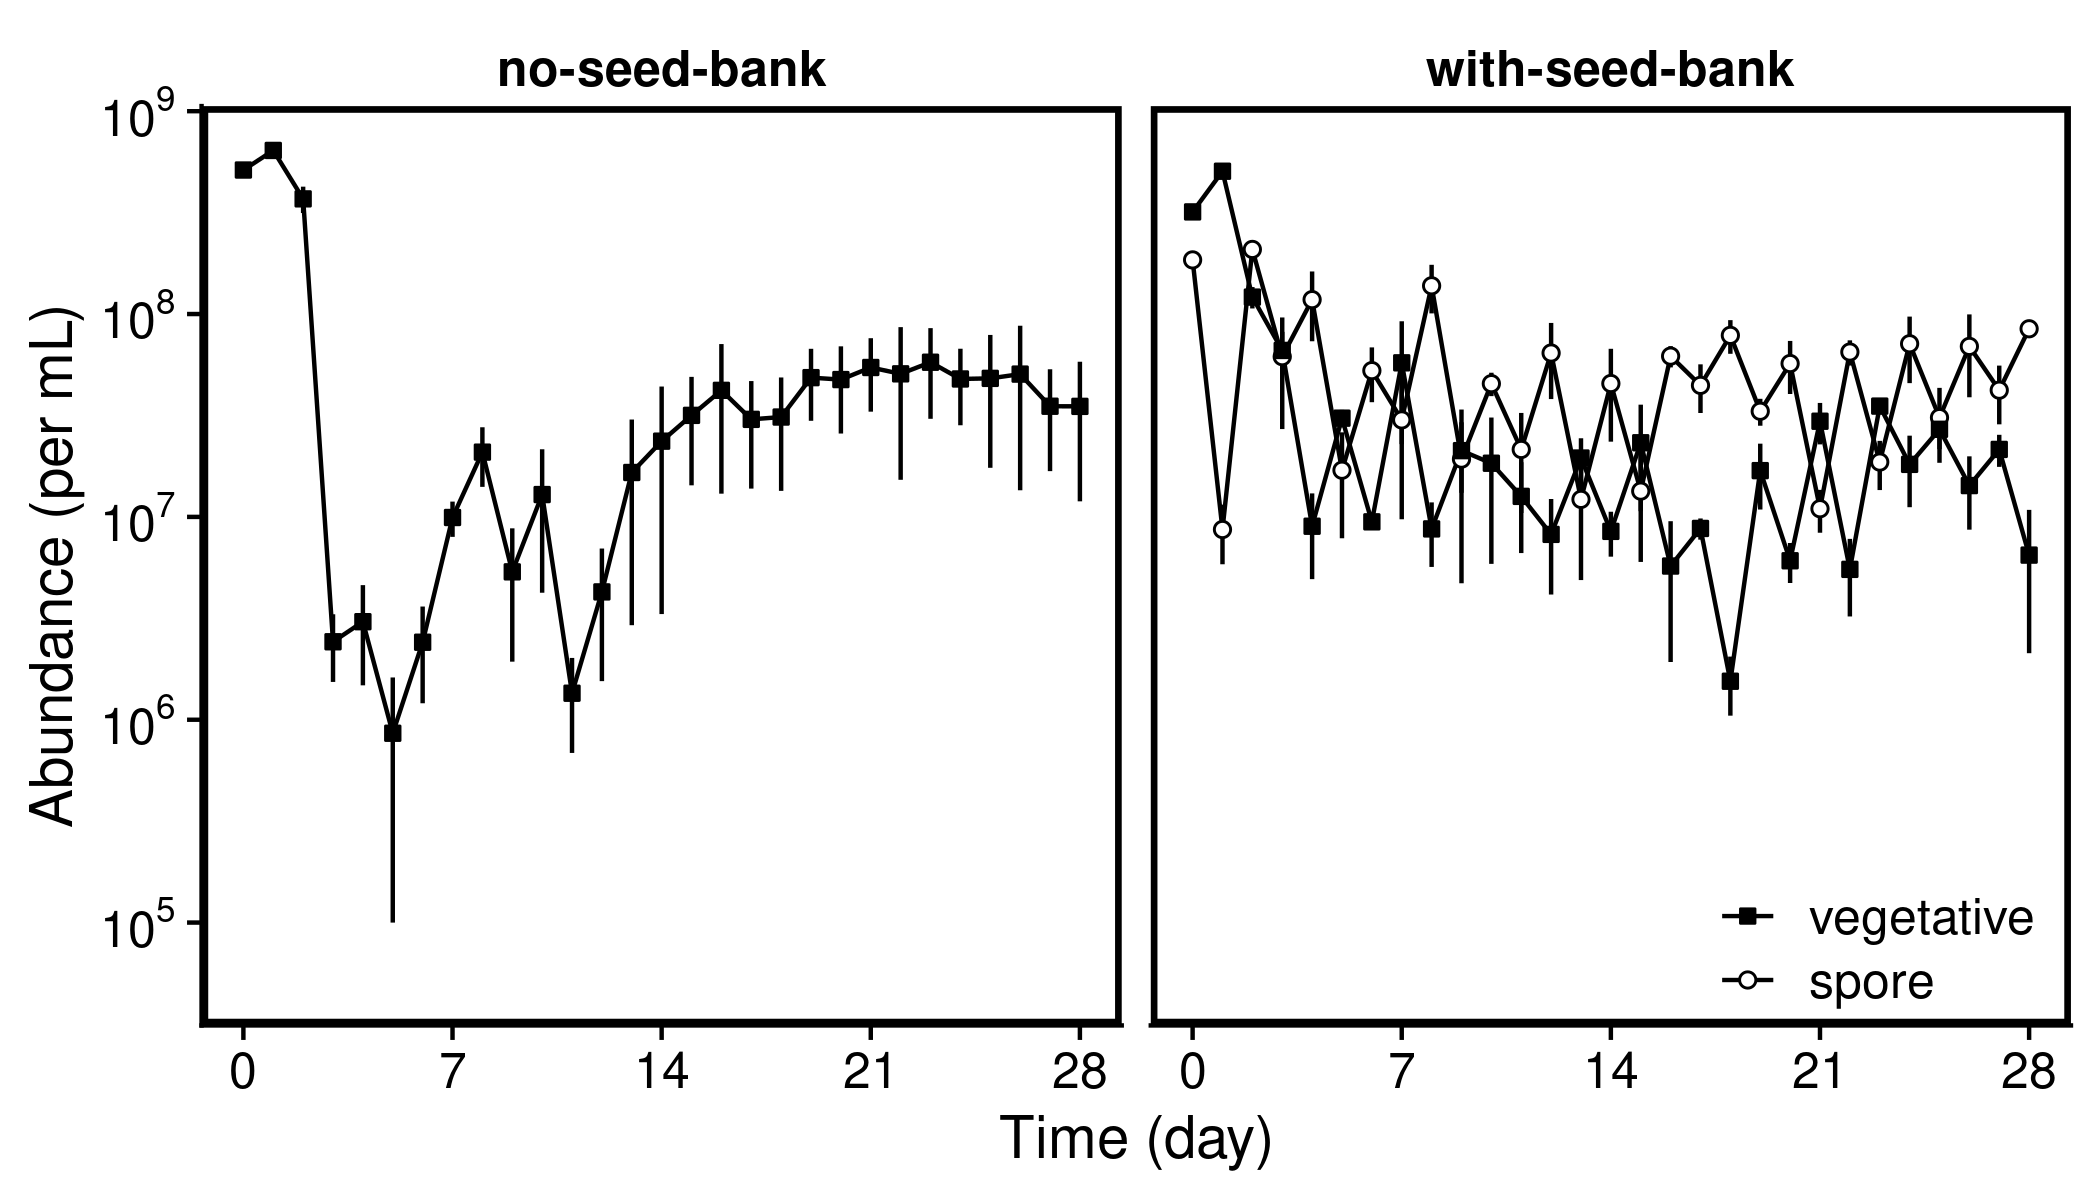 no-seed-bank
with-seed-bank
10⁹
10⁸
10⁷
10⁶
10⁵
Abundance (per mL)
vegetative
spore
0 7 14 21 28
0 7 14 21 28
Time (day)